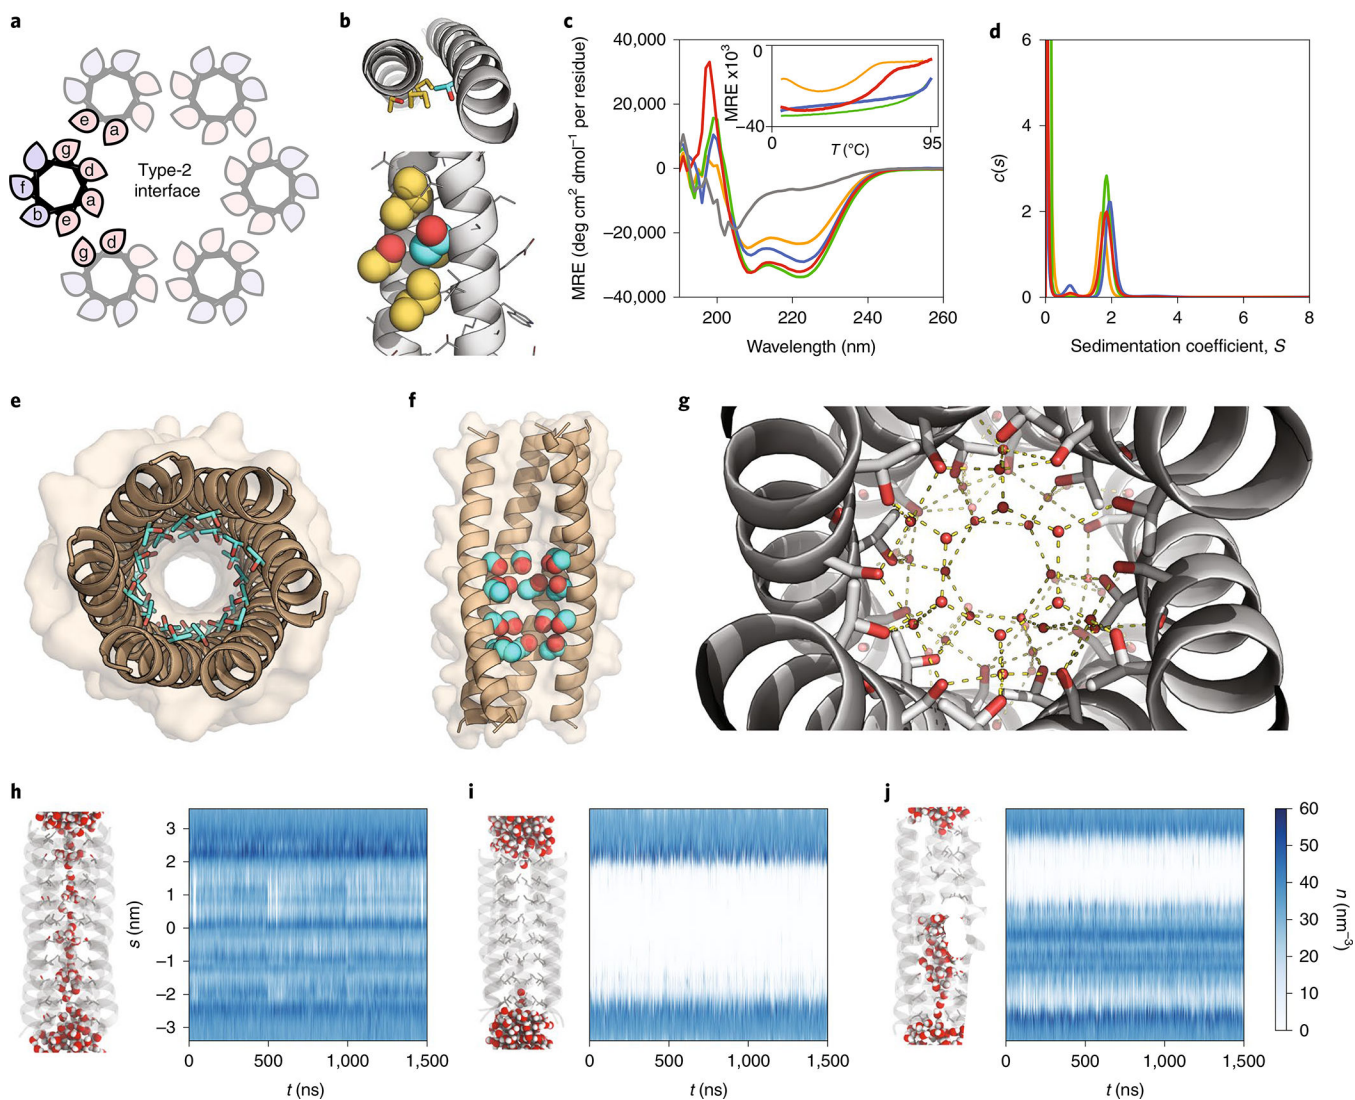 a
e
a
g
d
f
Type-2
interface
a
b
e
d
g
b
c
MRE (deg cm² dmol⁻¹ per residue)
40,000
20,000
0
−20,000
−40,000
200
220
240
260
Wavelength (nm)
MRE x10³
0
−40
0
95
T (°C)
d
c(s)
6
4
2
0
0
2
4
6
8
Sedimentation coefficient, S
e
f
g
h
s (nm)
3
2
1
0
−1
−2
−3
0
500
1,000
1,500
t (ns)
i
0
500
1,000
1,500
t (ns)
j
0
500
1,000
1,500
t (ns)
60
50
40
30
20
10
0
n (nm⁻³)